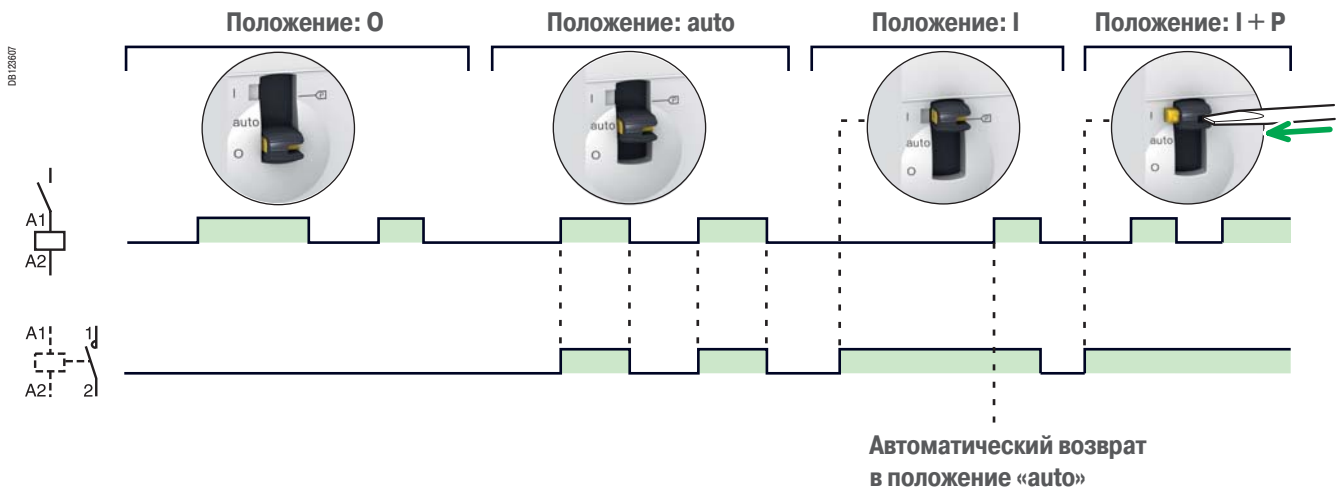 Положение: O
Положение: auto
Положение: I
Положение: I + P
DB123607
I
P
auto
O
I
P
auto
O
I
P
auto
O
I
auto
O
A1
A2
A1
1
A2
2
Автоматический возврат
в положение «auto»